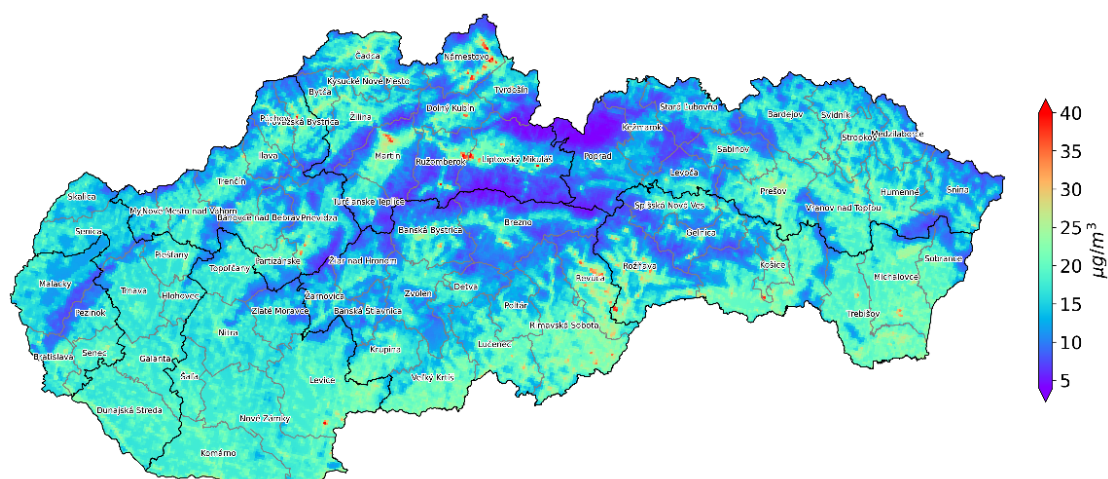 Čadca
Námestovo
Kysucké Nové Mesto
Bytča
Tvrdošín
Dolný Kubín
Stará Ľubovňa
Považská Bystrica
Žilina
Kežmarok
Bardejov
Svidník
Stropkov
Medzilaborce
Ilava
Martin
Ružomberok
Liptovský Mikuláš
Poprad
Sabinov
Levoča
Trenčín
Prešov
Humenné
Snina
Skalica
Turčianske Teplice
Spišská Nová Ves
Vranov nad Topľou
Nové Mesto nad Váhom
Bánovce nad Bebravou
Prievidza
Senica
Banská Bystrica
Brezno
Gelnica
Piešťany
Partizánske
Topoľčany
Žiar nad Hronom
Rožňava
Košice
Sobrance
Malacky
Trnava
Hlohovec
Žarnovica
Zvolen
Detva
Revúca
Michalovce
Pezinok
Zlaté Moravce
Banská Štiavnica
Poltár
Trebišov
Nitra
Rimavská Sobota
Bratislava
Senec
Galanta
Krupina
Lučenec
Šaľa
Levice
Veľký Krtíš
Dunajská Streda
Nové Zámky
Komárno
40
35
30
25
20
15
10
5
µg/m³